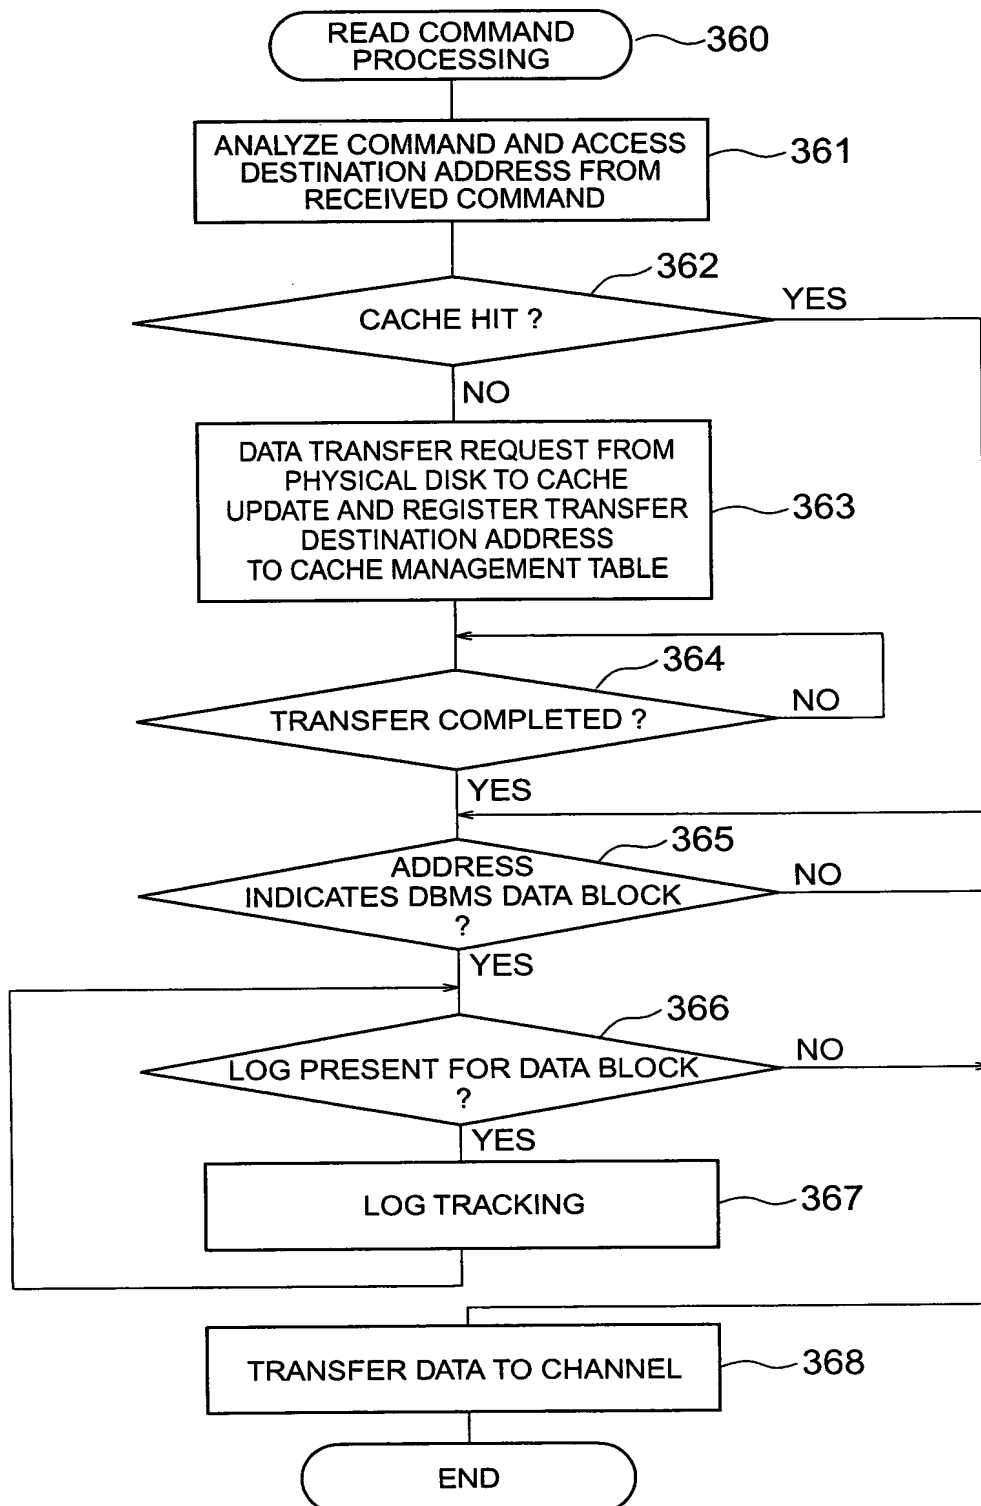 READ COMMAND
PROCESSING
360
ANALYZE COMMAND AND ACCESS
DESTINATION ADDRESS FROM
RECEIVED COMMAND
361
362
CACHE HIT ?
YES
NO
DATA TRANSFER REQUEST FROM
PHYSICAL DISK TO CACHE
UPDATE AND REGISTER TRANSFER
DESTINATION ADDRESS
TO CACHE MANAGEMENT TABLE
363
364
TRANSFER COMPLETED ?
NO
YES
365
ADDRESS
INDICATES DBMS DATA BLOCK
?
NO
YES
366
LOG PRESENT FOR DATA BLOCK
?
NO
YES
LOG TRACKING
367
TRANSFER DATA TO CHANNEL
368
END